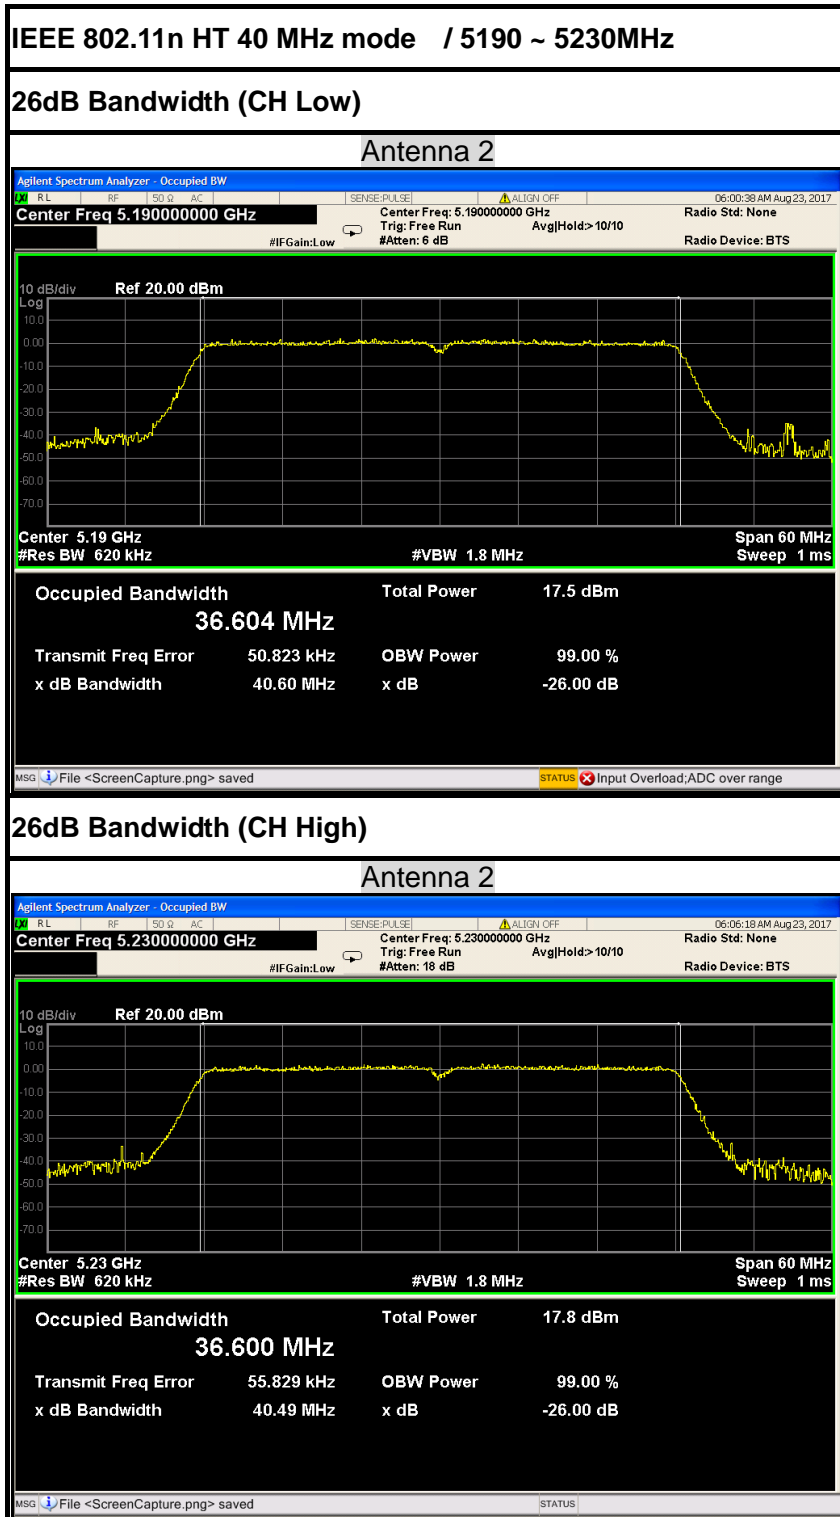 IEEE 802.11n HT 40 MHz mode / 5190 ~ 5230MHz
26dB Bandwidth (CH Low)
Antenna 2
Agilent Spectrum Analyzer - Occupied BW
LXI RL RF 50 Ω AC SENSE:PULSE ALIGN OFF 06:00:38 AM Aug 23, 2017
Center Freq 5.190000000 GHz
Center Freq: 5.190000000 GHz
Radio Std: None
Trig: Free Run Avg|Hold:>10/10
#IFGain:Low #Atten: 6 dB Radio Device: BTS
10 dB/div Ref 20.00 dBm
Log
10.0
0.00
-10.0
-20.0
-30.0
-40.0
-50.0
-60.0
-70.0
Center 5.19 GHz Span 60 MHz
#Res BW 620 kHz #VBW 1.8 MHz Sweep 1 ms
Occupied Bandwidth Total Power 17.5 dBm
36.604 MHz
Transmit Freq Error 50.823 kHz OBW Power 99.00 %
x dB Bandwidth 40.60 MHz x dB -26.00 dB
MSG File <ScreenCapture.png> saved STATUS Input Overload;ADC over range
26dB Bandwidth (CH High)
Antenna 2
Agilent Spectrum Analyzer - Occupied BW
LXI RL RF 50 Ω AC SENSE:PULSE ALIGN OFF 06:06:18 AM Aug 23, 2017
Center Freq 5.230000000 GHz
Center Freq: 5.230000000 GHz
Radio Std: None
Trig: Free Run Avg|Hold:>10/10
#IFGain:Low #Atten: 18 dB Radio Device: BTS
10 dB/div Ref 20.00 dBm
Log
10.0
0.00
-10.0
-20.0
-30.0
-40.0
-50.0
-60.0
-70.0
Center 5.23 GHz Span 60 MHz
#Res BW 620 kHz #VBW 1.8 MHz Sweep 1 ms
Occupied Bandwidth Total Power 17.8 dBm
36.600 MHz
Transmit Freq Error 55.829 kHz OBW Power 99.00 %
x dB Bandwidth 40.49 MHz x dB -26.00 dB
MSG File <ScreenCapture.png> saved STATUS